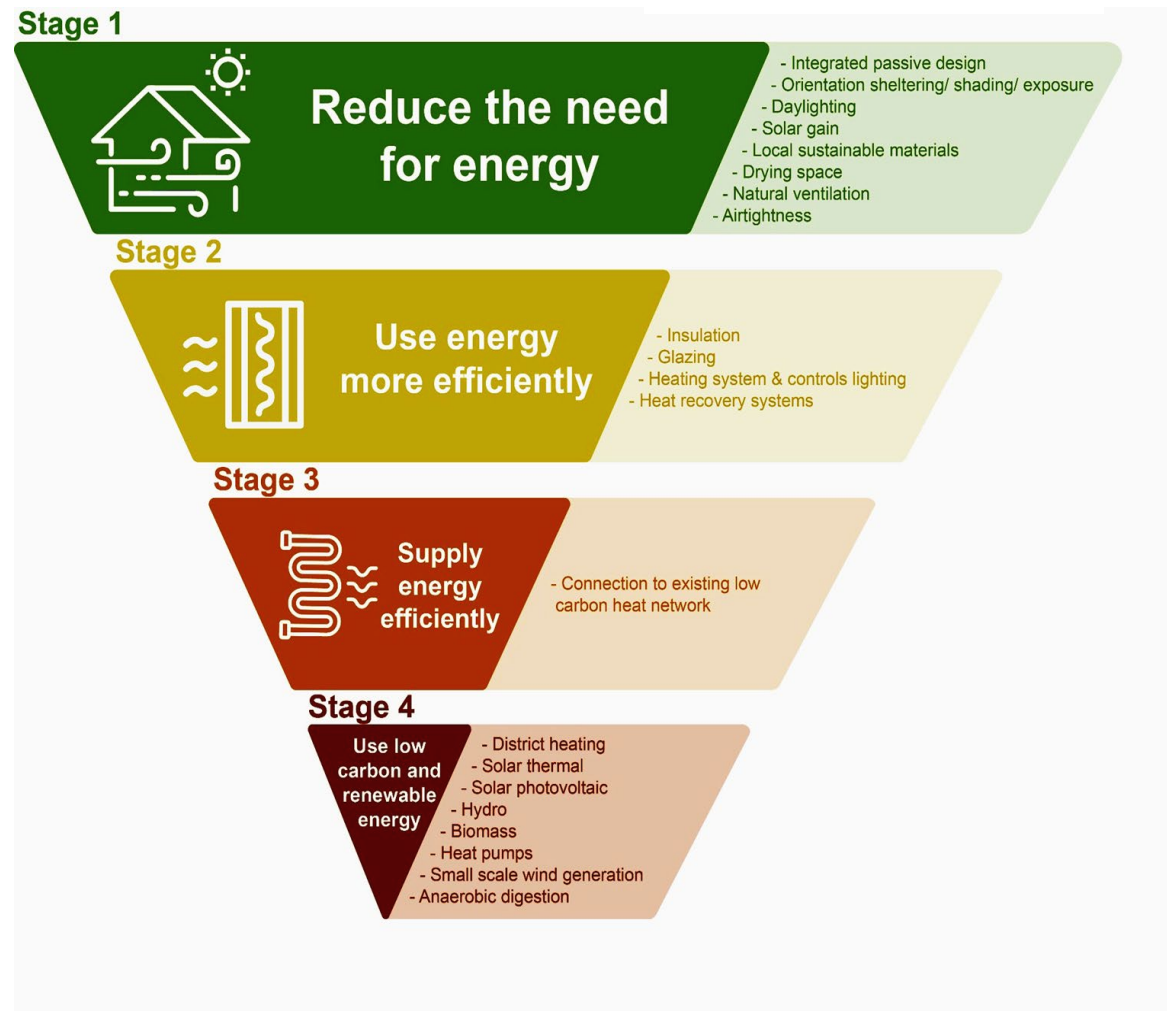 Stage 1
Reduce the need
for energy
- Integrated passive design
- Orientation sheltering/ shading/ exposure
- Daylighting
- Solar gain
- Local sustainable materials
- Drying space
- Natural ventilation
- Airtightness
Stage 2
Use energy
more efficiently
- Insulation
- Glazing
- Heating system & controls lighting
- Heat recovery systems
Stage 3
Supply
energy
efficiently
- Connection to existing low
carbon heat network
Stage 4
Use low
carbon and
renewable
energy
- District heating
- Solar thermal
- Solar photovoltaic
- Hydro
- Biomass
- Heat pumps
- Small scale wind generation
- Anaerobic digestion